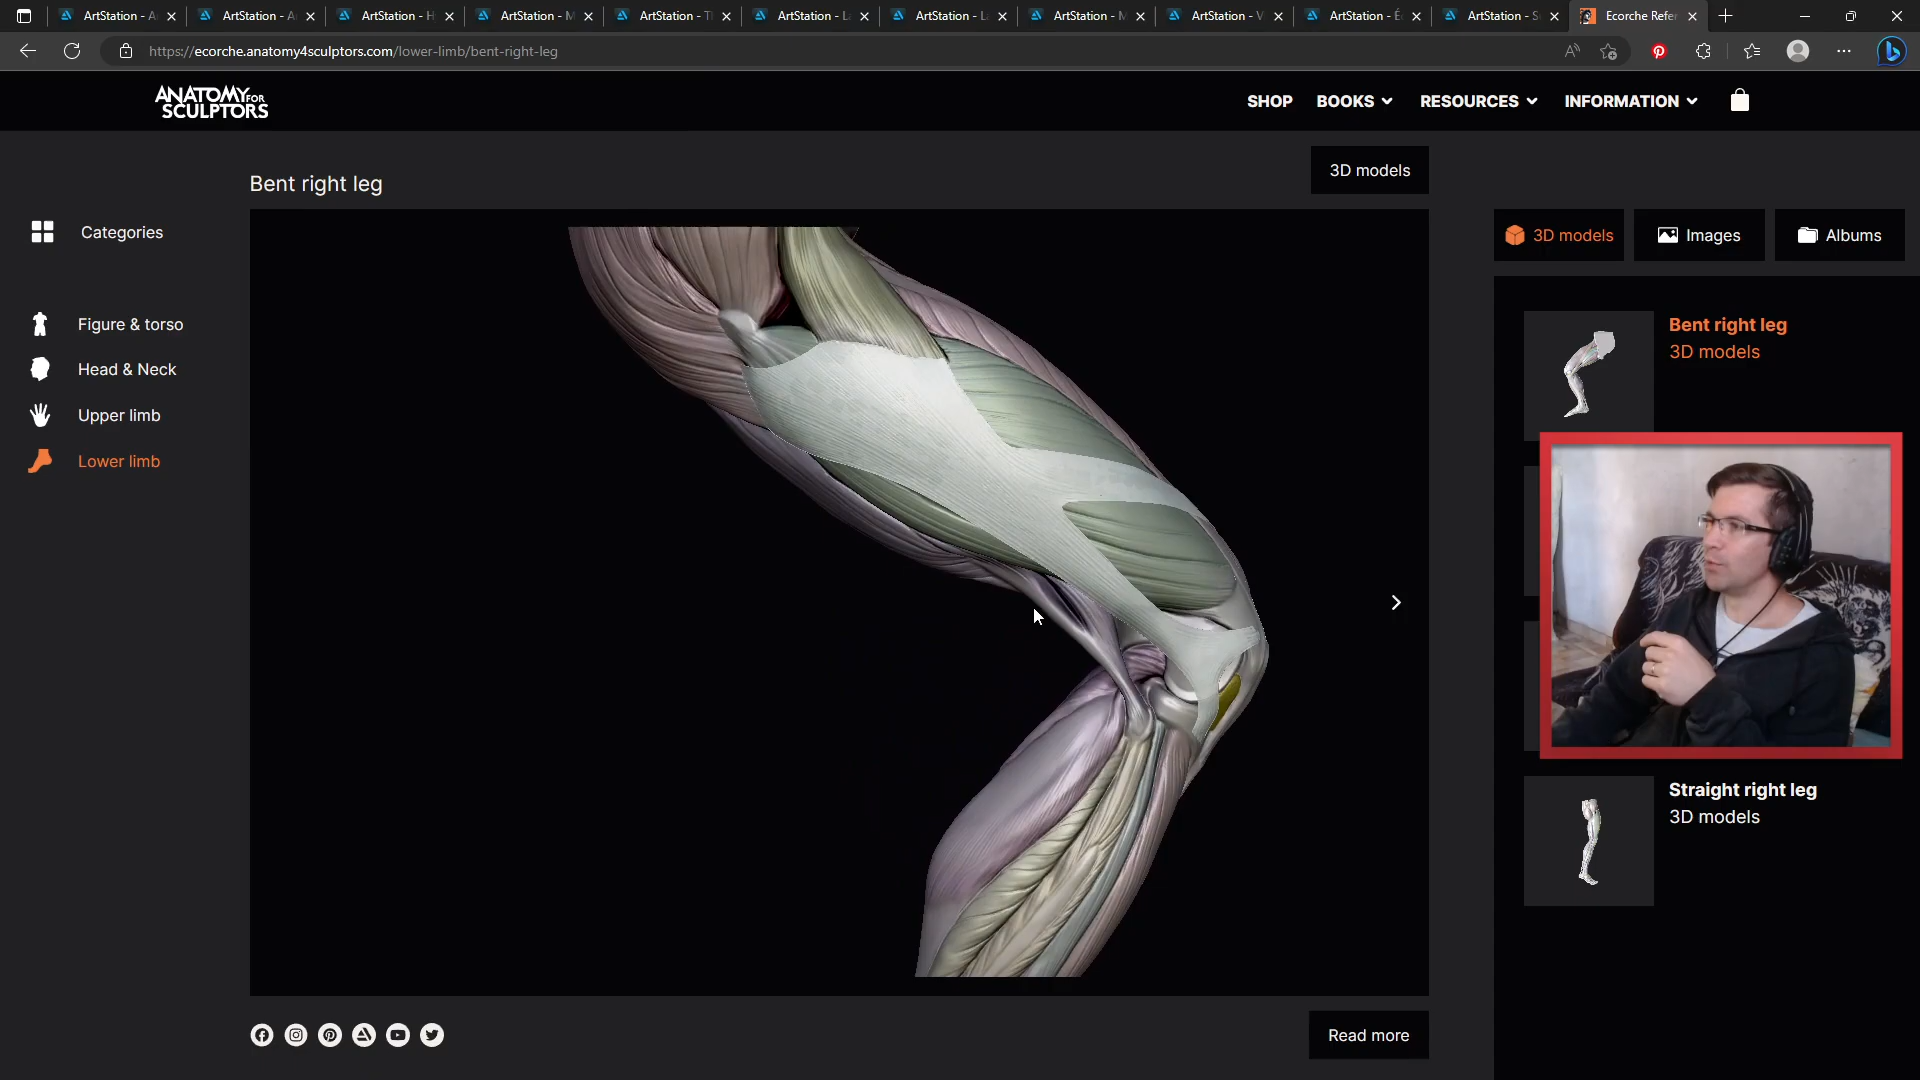 ArtStation - A
ArtStation - A
ArtStation - H
ArtStation - M
ArtStation - Tl
ArtStation - L
ArtStation - L
ArtStation - M
ArtStation - V
ArtStation - É
ArtStation - S
Ecorche Refe
https://ecorche.anatomy4sculptors.com/lower-limb/bent-right-leg
ANATOMY FOR SCULPTORS
SHOP
BOOKS
RESOURCES
INFORMATION
3D models
Bent right leg
Categories
3D models
Images
Albums
Figure & torso
Head & Neck
Upper limb
Lower limb
Bent right leg
3D models
Straight right leg
3D models
Read more